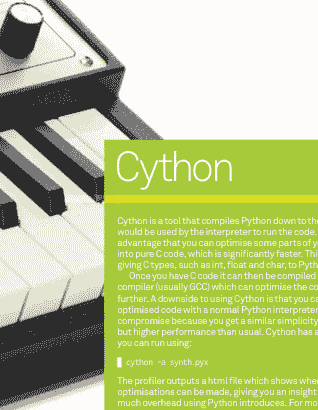 Cython
Cython is a tool that compiles Python down to the
would be used by the interpreter to run the code.
advantage that you can optimise some parts of y
into pure C code, which is significantly faster. Thi
giving C types, such as int, float and char, to Pyth
Once you have C code it can then be compiled
compiler (usually GCC) which can optimise the co
further. A downside to using Cython is that you ca
optimised code with a normal Python interpreter
compromise because you get a similar simplicity
but higher performance than usual. Cython has a
you can run using:
cython -a synth.pyx
The profiler outputs a html file which shows whe
optimisations can be made, giving you an insight
much overhead using Python introduces. For mo